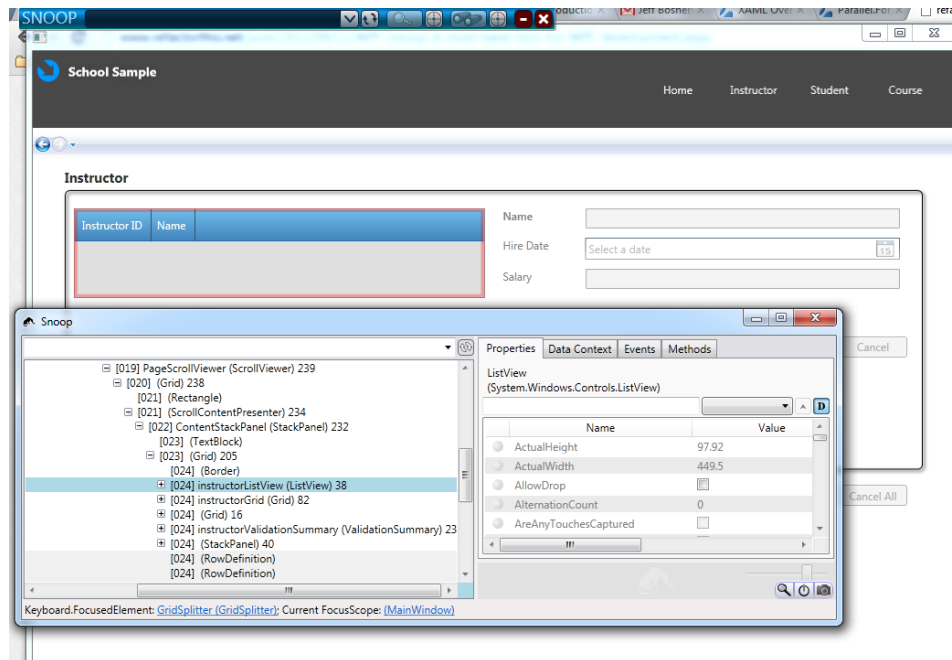 SNOOP
Jeff Bosher
XAML Over
Parallel.For
refa
School Sample
Home Instructor Student Course
Instructor
Instructor ID Name
Name
Hire Date Select a date 15
Salary
Snoop
Cancel
Cancel All
[019] PageScrollViewer (ScrollViewer) 239
[020] (Grid) 238
[021] (Rectangle)
[021] (ScrollContentPresenter) 234
[022] ContentStackPanel (StackPanel) 232
[023] (TextBlock)
[023] (Grid) 205
[024] (Border)
[024] instructorListView (ListView) 38
[024] instructorGrid (Grid) 82
[024] (Grid) 16
[024] instructorValidationSummary (ValidationSummary) 23
[024] (StackPanel) 40
[024] (RowDefinition)
[024] (RowDefinition)
Properties Data Context Events Methods
ListView
(System.Windows.Controls.ListView)
A D
Name Value
ActualHeight 97.92
ActualWidth 449.5
AllowDrop
AlternationCount 0
AreAnyTouchesCaptured
Keyboard.FocusedElement: GridSplitter (GridSplitter); Current FocusScope: (MainWindow)